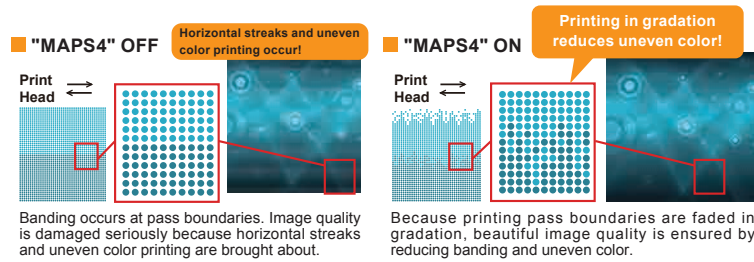 "MAPS4" OFF
Horizontal streaks and uneven
color printing occur!
Print
Head
Banding occurs at pass boundaries. Image quality
is damaged seriously because horizontal streaks
and uneven color printing are brought about.
"MAPS4" ON
Printing in gradation
reduces uneven color!
Print
Head
Because printing pass boundaries are faded in
gradation, beautiful image quality is ensured by
reducing banding and uneven color.